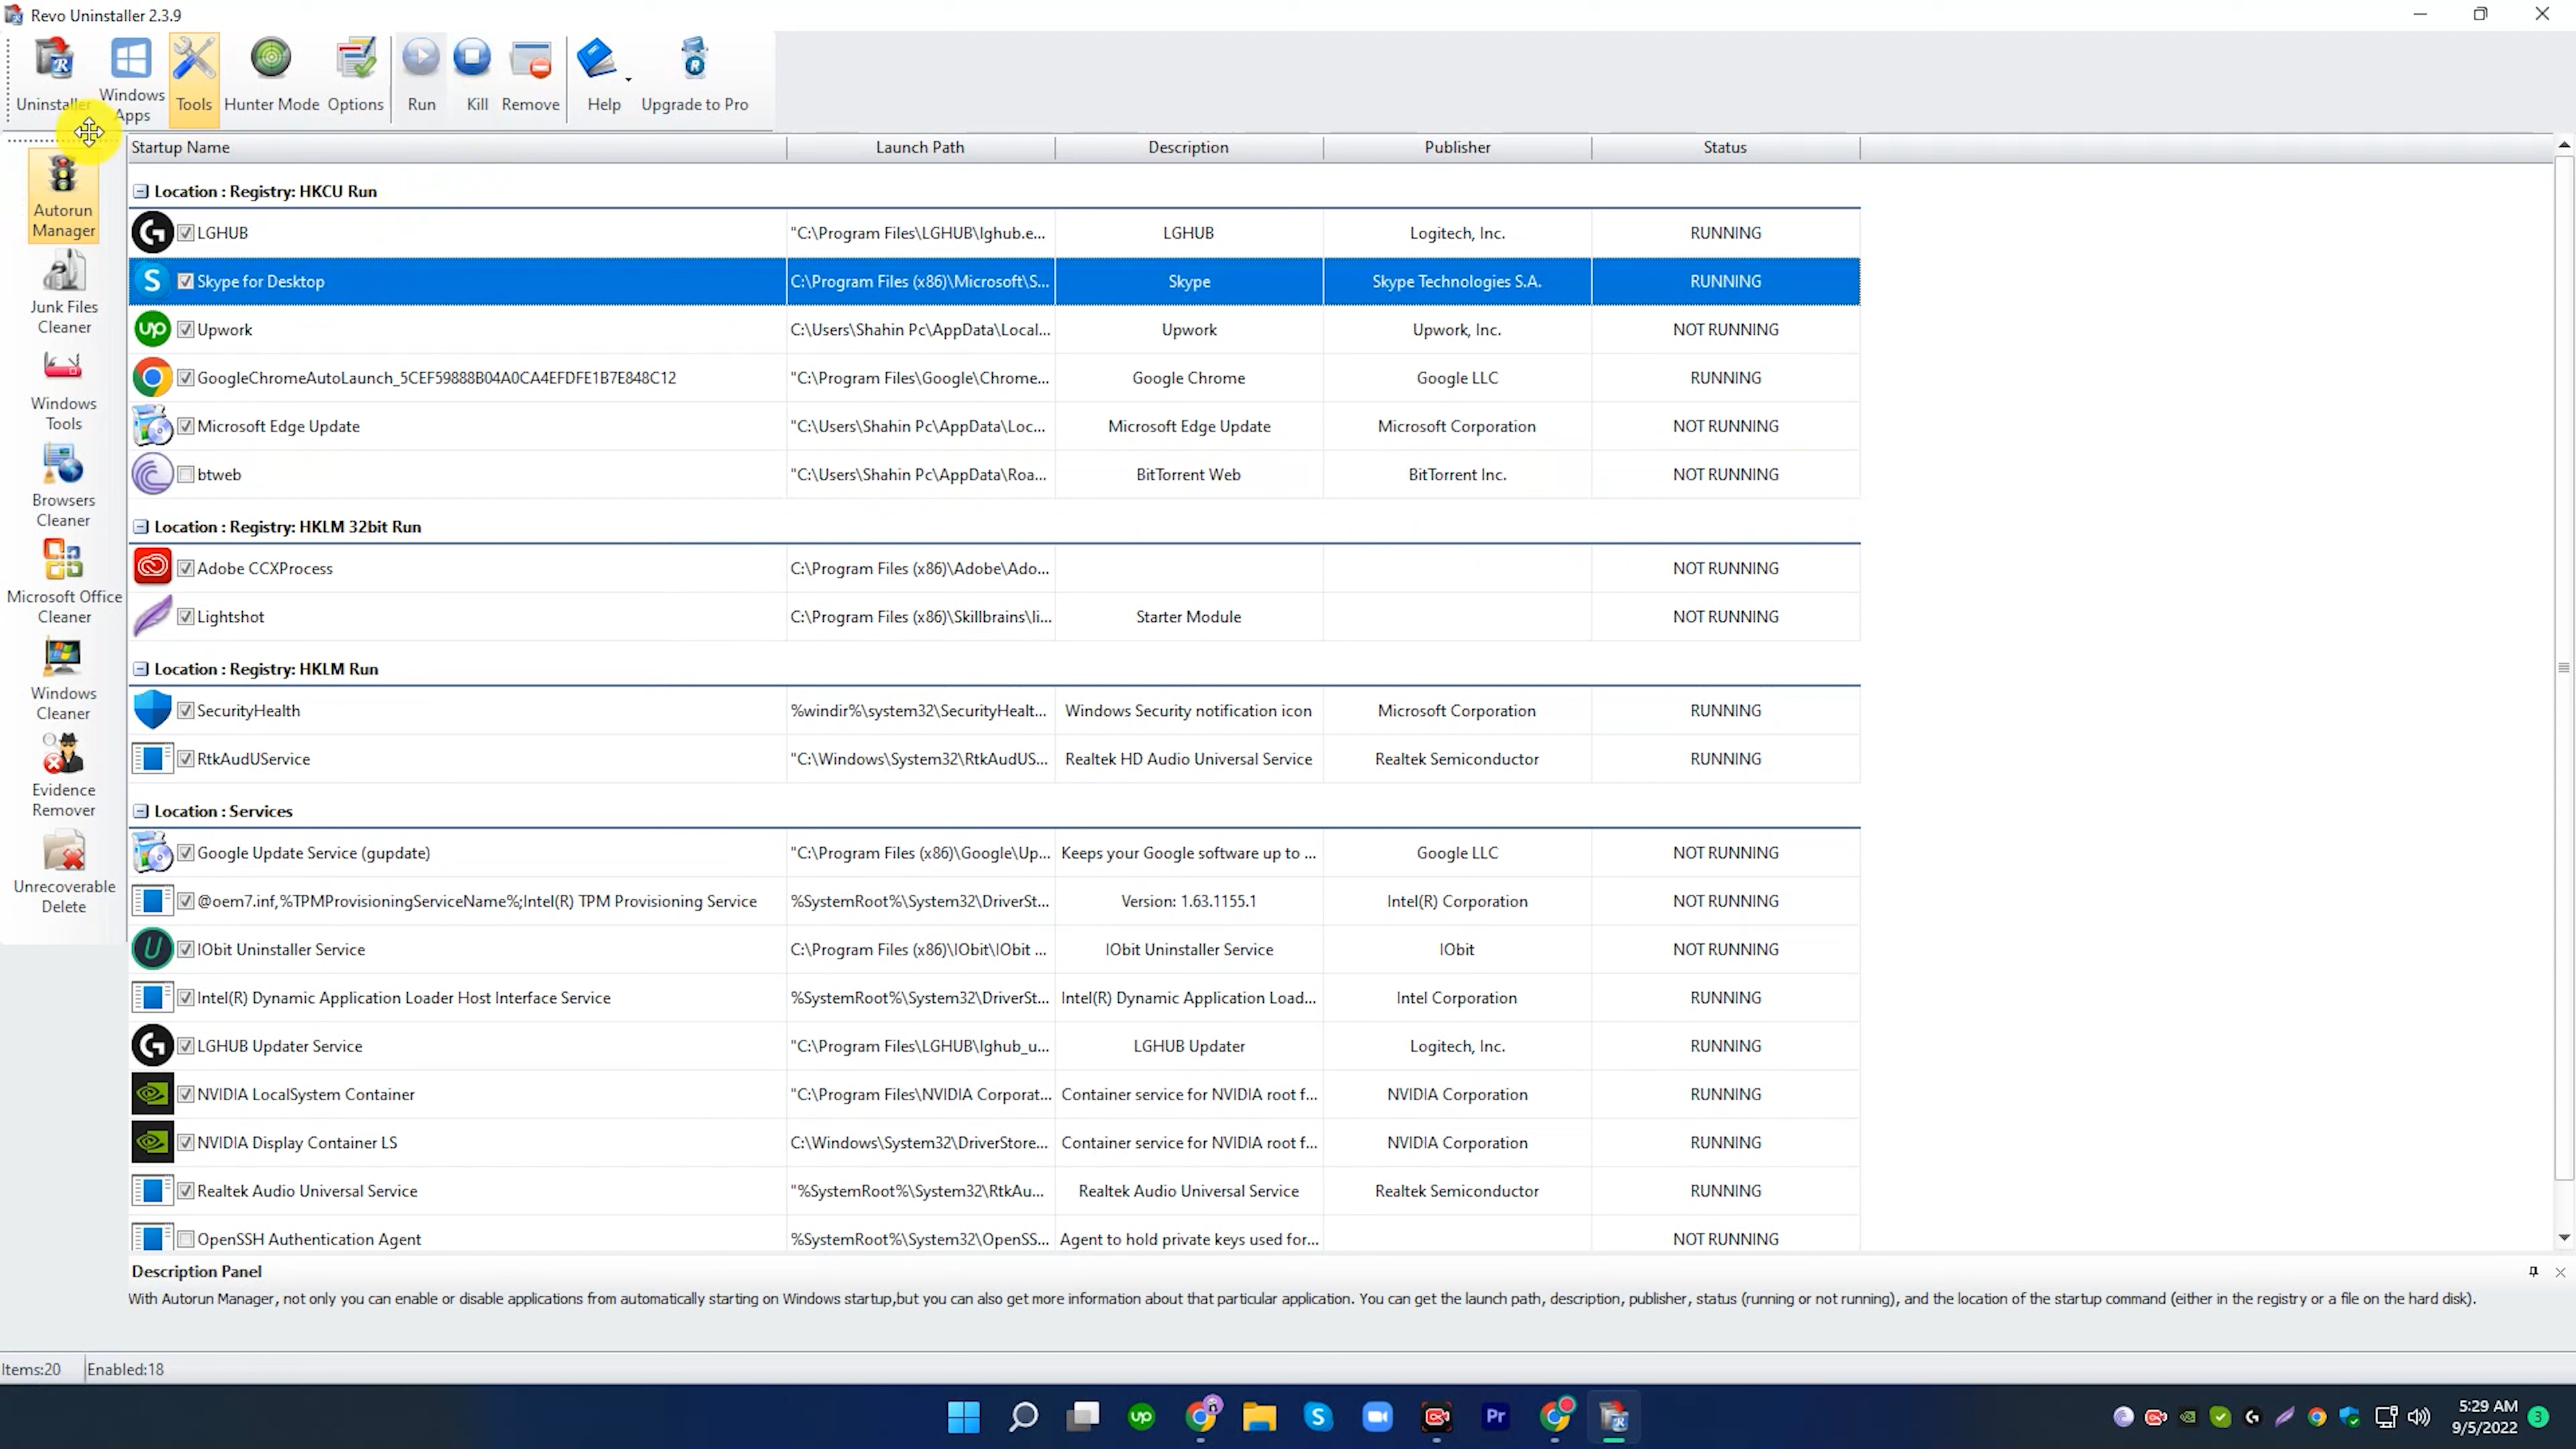 Revo Uninstaller 2.3.9
Uninstaller
Windows
Apps
Tools
Hunter Mode
Options
Run
Kill
Remove
Help
Upgrade to Pro
Autorun
Manager
Junk Files
Cleaner
Windows
Tools
Browsers
Cleaner
Microsoft Office
Cleaner
Windows
Cleaner
Evidence
Remover
Unrecoverable
Delete
Startup Name Launch Path Description Publisher Status
Location : Registry: HKCU Run
LGHUB "C:\Program Files\LGHUB\lghub.e... LGHUB Logitech, Inc. RUNNING
Skype for Desktop C:\Program Files (x86)\Microsoft\S... Skype Skype Technologies S.A. RUNNING
Upwork C:\Users\Shahin Pc\AppData\Local... Upwork Upwork, Inc. NOT RUNNING
GoogleChromeAutoLaunch_5CEF59888B04A0CA4EFDFE1B7E848C12 "C:\Program Files\Google\Chrome... Google Chrome Google LLC RUNNING
Microsoft Edge Update "C:\Users\Shahin Pc\AppData\Loc... Microsoft Edge Update Microsoft Corporation NOT RUNNING
btweb "C:\Users\Shahin Pc\AppData\Roa... BitTorrent Web BitTorrent Inc. NOT RUNNING
Location : Registry: HKLM 32bit Run
Adobe CCXProcess C:\Program Files (x86)\Adobe\Ado... NOT RUNNING
Lightshot C:\Program Files (x86)\Skillbrains\li... Starter Module NOT RUNNING
Location : Registry: HKLM Run
SecurityHealth %windir%\system32\SecurityHealt... Windows Security notification icon Microsoft Corporation RUNNING
RtkAudUService "C:\Windows\System32\RtkAudUS... Realtek HD Audio Universal Service Realtek Semiconductor RUNNING
Location : Services
Google Update Service (gupdate) "C:\Program Files (x86)\Google\Up... Keeps your Google software up to ... Google LLC NOT RUNNING
@oem7.inf,%TPMProvisioningServiceName%;Intel(R) TPM Provisioning Service %SystemRoot%\System32\DriverSt... Version: 1.63.1155.1 Intel(R) Corporation NOT RUNNING
IObit Uninstaller Service C:\Program Files (x86)\IObit\IObit ... IObit Uninstaller Service IObit NOT RUNNING
Intel(R) Dynamic Application Loader Host Interface Service %SystemRoot%\System32\DriverSt... Intel(R) Dynamic Application Load... Intel Corporation RUNNING
LGHUB Updater Service "C:\Program Files\LGHUB\lghub_u... LGHUB Updater Logitech, Inc. RUNNING
NVIDIA LocalSystem Container "C:\Program Files\NVIDIA Corporat... Container service for NVIDIA root f... NVIDIA Corporation RUNNING
NVIDIA Display Container LS C:\Windows\System32\DriverStore... Container service for NVIDIA root f... NVIDIA Corporation RUNNING
Realtek Audio Universal Service "%SystemRoot%\System32\RtkAu... Realtek Audio Universal Service Realtek Semiconductor RUNNING
OpenSSH Authentication Agent %SystemRoot%\System32\OpenSS... Agent to hold private keys used for... NOT RUNNING
Description Panel
With Autorun Manager, not only you can enable or disable applications from automatically starting on Windows startup,but you can also get more information about that particular application. You can get the launch path, description, publisher, status (running or not running), and the location of the startup command (either in the registry or a file on the hard disk).
Items:20 Enabled:18
5:29 AM
9/5/2022
3